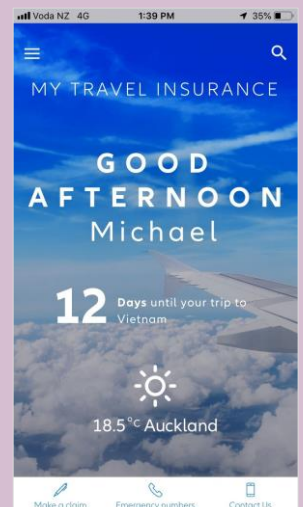 Voda NZ 4G 1:39 PM 35%
MY TRAVEL INSURANCE
GOOD
AFTERNOON
Michael
12 Days until your trip to
Vietnam
18.5°C Auckland
Make a claim Emergency numbers Contact Us